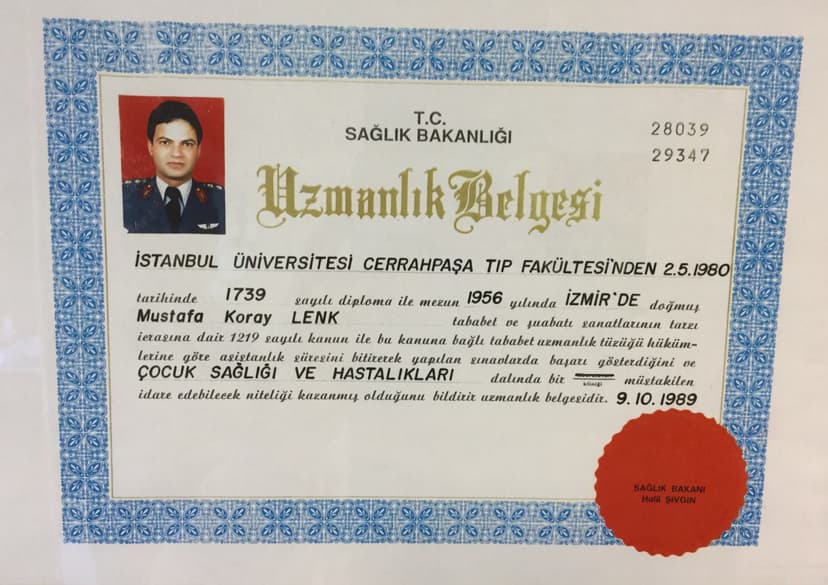 T.C.
SAĞLIK BAKANLIĞI
28039
29347
Uzmanlık Belgesi
İSTANBUL ÜNİVERSİTESİ CERRAHPAŞA TIP FAKÜLTESİ'NDEN 2.5.1980
tarihinde 1739 sayılı diploma ile mezun 1956 yılında İZMİR'DE doğmuş
Mustafa Koray LENK tababet ve şuabatı sanatlarının tarzı
icrasına dair 1219 sayılı kanun ile bu kanuna bağlı tababet uzmanlık tüzüğü hüküm-
lerine göre asistanlık süresini bitirerek yapılan sınavlarda başarı gösterdiğini ve
ÇOCUK SAĞLIĞI VE HASTALIKLARI dalında bir kliniği müstakilen
idare edebilecek niteliği kazanmış olduğunu bildirir uzmanlık belgesidir. 9.10.1989
SAĞLIK BAKANI
Halil ŞIVGIN